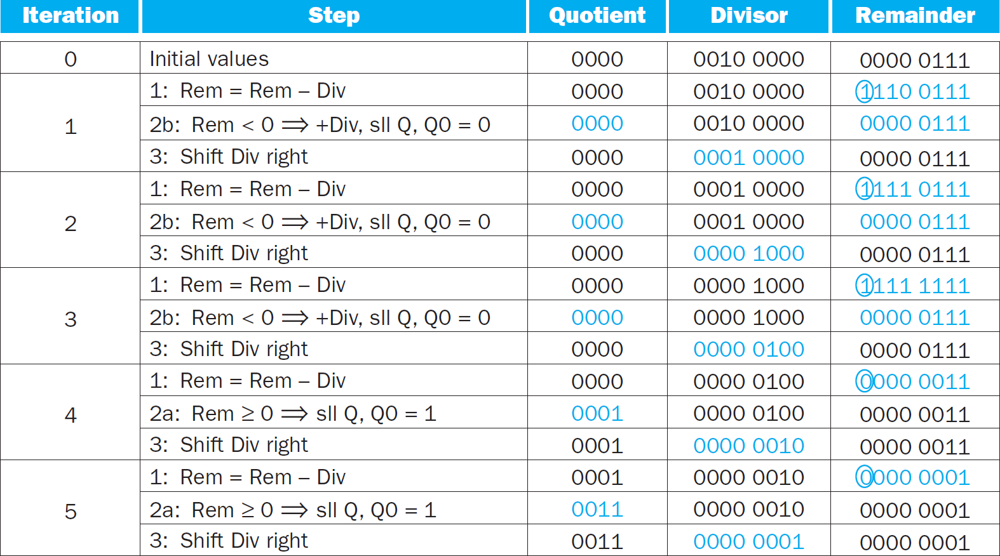 Iteration Step Quotient Divisor Remainder
0 Initial values 0000 0010 0000 0000 0111
1 1: Rem = Rem – Div 0000 0010 0000 1110 0111
2b: Rem < 0 ⟹ +Div, sll Q, Q0 = 0 0000 0010 0000 0000 0111
3: Shift Div right 0000 0001 0000 0000 0111
2 1: Rem = Rem – Div 0000 0001 0000 1111 0111
2b: Rem < 0 ⟹ +Div, sll Q, Q0 = 0 0000 0001 0000 0000 0111
3: Shift Div right 0000 0000 1000 0000 0111
3 1: Rem = Rem – Div 0000 0000 1000 1111 1111
2b: Rem < 0 ⟹ +Div, sll Q, Q0 = 0 0000 0000 1000 0000 0111
3: Shift Div right 0000 0000 0100 0000 0111
4 1: Rem = Rem – Div 0000 0000 0100 0000 0011
2a: Rem ≥ 0 ⟹ sll Q, Q0 = 1 0001 0000 0100 0000 0011
3: Shift Div right 0001 0000 0010 0000 0011
5 1: Rem = Rem – Div 0001 0000 0010 0000 0001
2a: Rem ≥ 0 ⟹ sll Q, Q0 = 1 0011 0000 0010 0000 0001
3: Shift Div right 0011 0000 0001 0000 0001